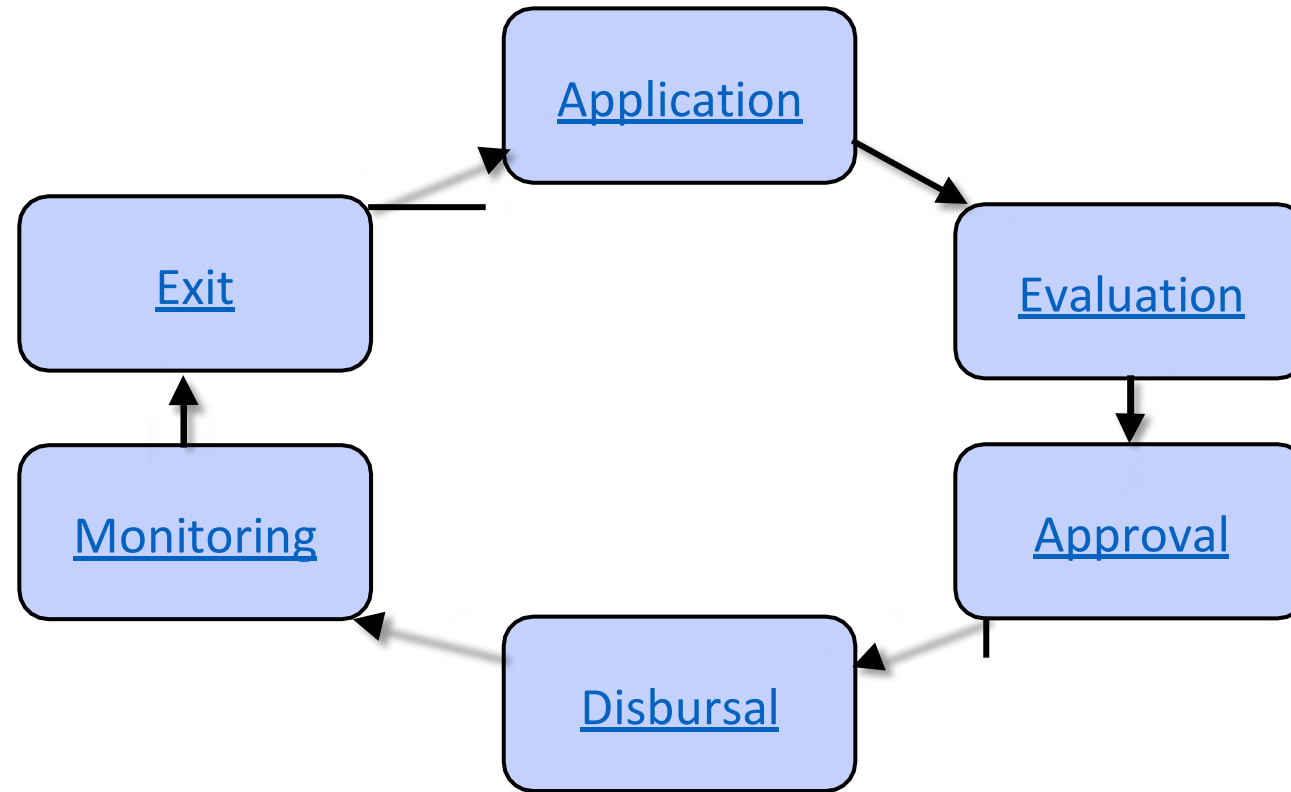 Application
Evaluation
Approval
Disbursal
Monitoring
Exit